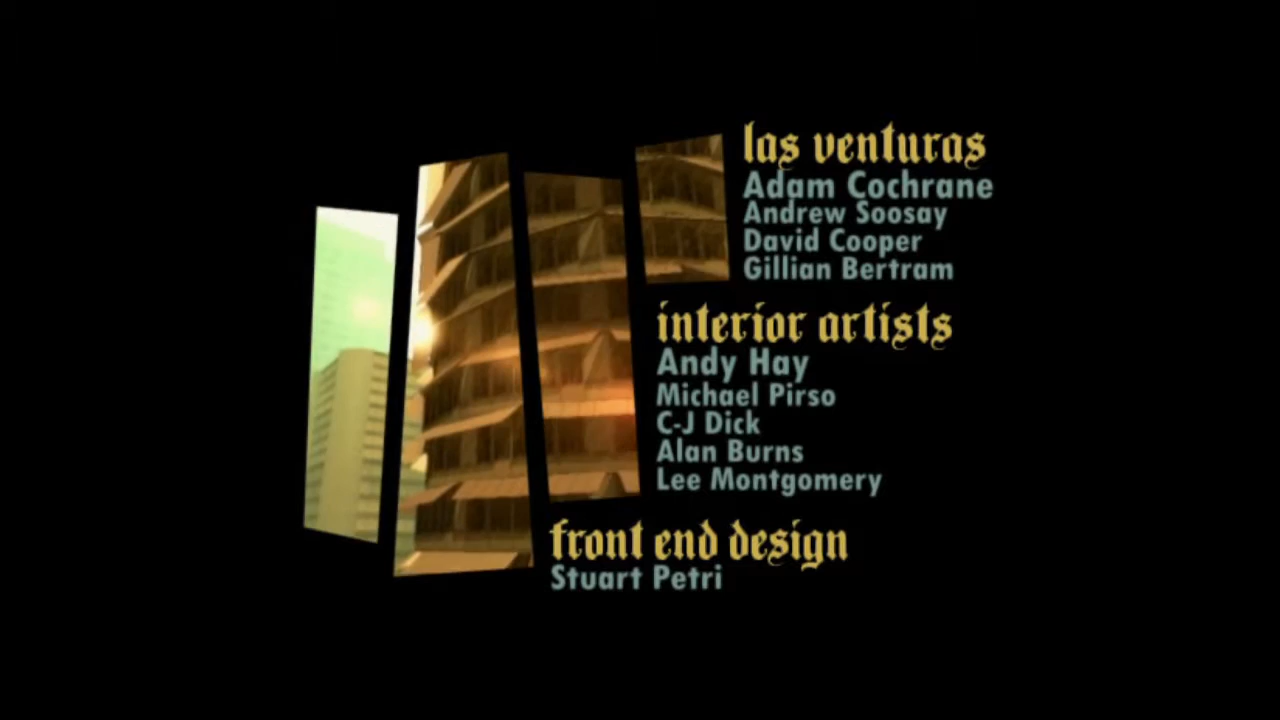 las venturas
Adam Cochrane
Andrew Soosay
David Cooper
Gillian Bertram
interior artists
Andy Hay
Michael Pirso
C-J Dick
Alan Burns
Lee Montgomery
front end design
Stuart Petri